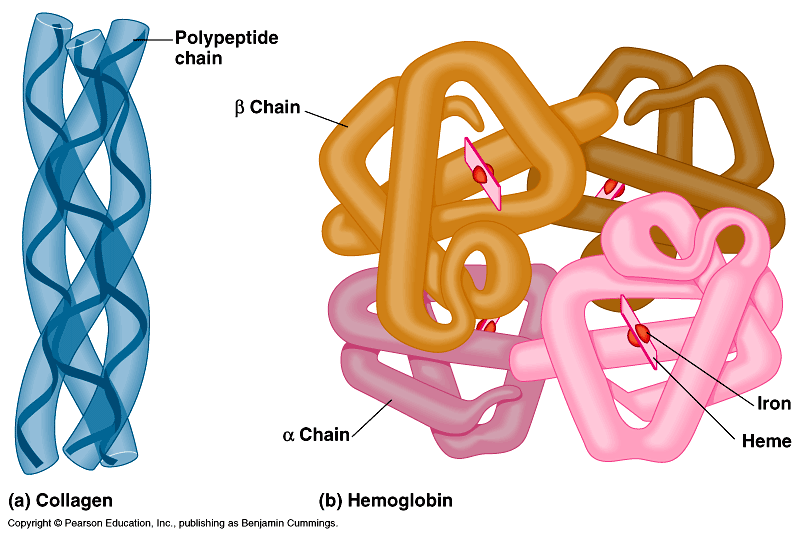 Polypeptide
chain
β Chain
α Chain
Iron
Heme
(a) Collagen
(b) Hemoglobin
Copyright © Pearson Education, Inc., publishing as Benjamin Cummings.